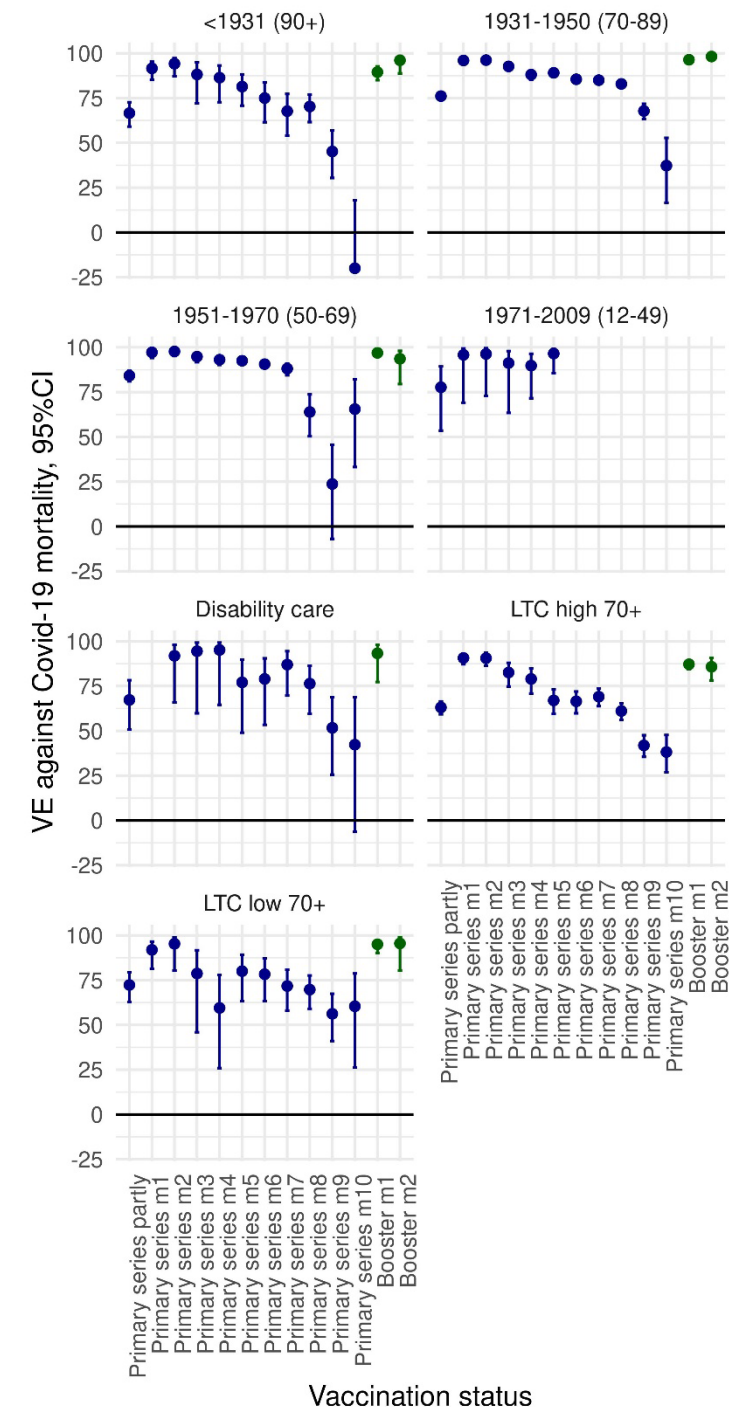 <1931 (90+)
1931-1950 (70-89)
100
75
50
25
0
-25
1951-1970 (50-69)
1971-2009 (12-49)
100
75
50
25
0
-25
Disability care
LTC high 70+
100
75
50
25
0
-25
LTC low 70+
100
75
50
25
0
-25
VE against Covid-19 mortality, 95%CI
Primary series partly
Primary series m1
Primary series m2
Primary series m3
Primary series m4
Primary series m5
Primary series m6
Primary series m7
Primary series m8
Primary series m9
Primary series m10
Booster m1
Booster m2
Primary series partly
Primary series m1
Primary series m2
Primary series m3
Primary series m4
Primary series m5
Primary series m6
Primary series m7
Primary series m8
Primary series m9
Primary series m10
Booster m1
Booster m2
Vaccination status